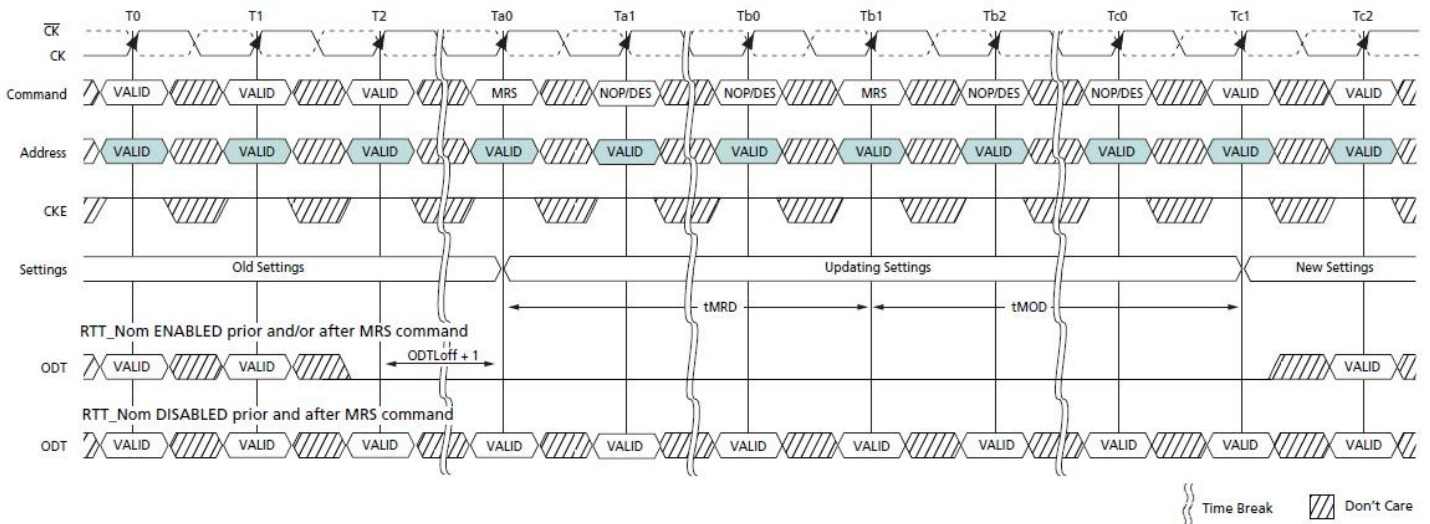 T0 T1 T2 Ta0 Ta1 Tb0 Tb1 Tb2 Tc0 Tc1 Tc2
CK
CK
Command VALID VALID VALID MRS NOP/DES NOP/DES MRS NOP/DES NOP/DES VALID VALID
Address VALID VALID VALID VALID VALID VALID VALID VALID VALID VALID VALID
CKE
Settings Old Settings Updating Settings New Settings
tMRD tMOD
RTT_Nom ENABLED prior and/or after MRS command
ODTLoff + 1
ODT VALID VALID VALID
RTT_Nom DISABLED prior and after MRS command
ODT VALID VALID VALID VALID VALID VALID VALID VALID VALID VALID VALID
Time Break Don't Care